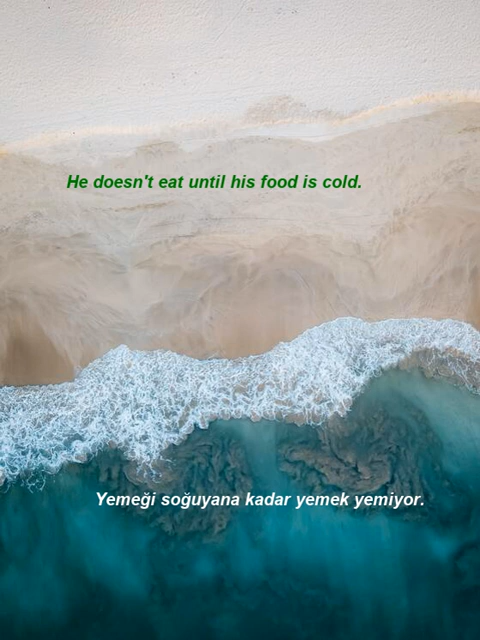 He doesn't eat until his food is cold.
Yemeği soğuyana kadar yemek yemiyor.